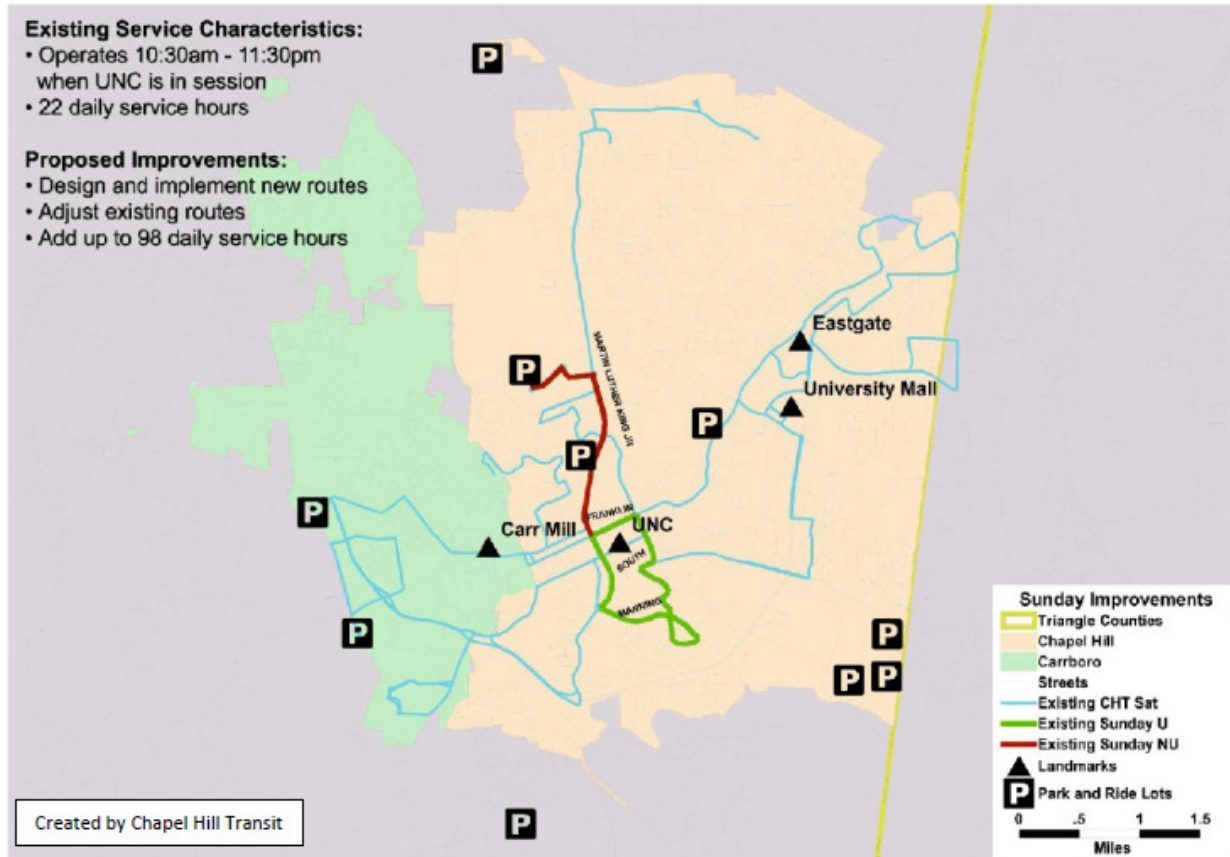 Existing Service Characteristics:
• Operates 10:30am - 11:30pm
when UNC is in session
• 22 daily service hours
Proposed Improvements:
• Design and implement new routes
• Adjust existing routes
• Add up to 98 daily service hours
P
Eastgate
MARTIN LUTHER KING JR
P
University Mall
P
P
P
FRANKLIN
Carr Mill
UNC
SOUTH
MANNING
P
P
P
P
P
Created by Chapel Hill Transit
Sunday Improvements
Triangle Counties
Chapel Hill
Carrboro
Streets
Existing CHT Sat
Existing Sunday U
Existing Sunday NU
Landmarks
P Park and Ride Lots
0 .5 1 1.5
Miles